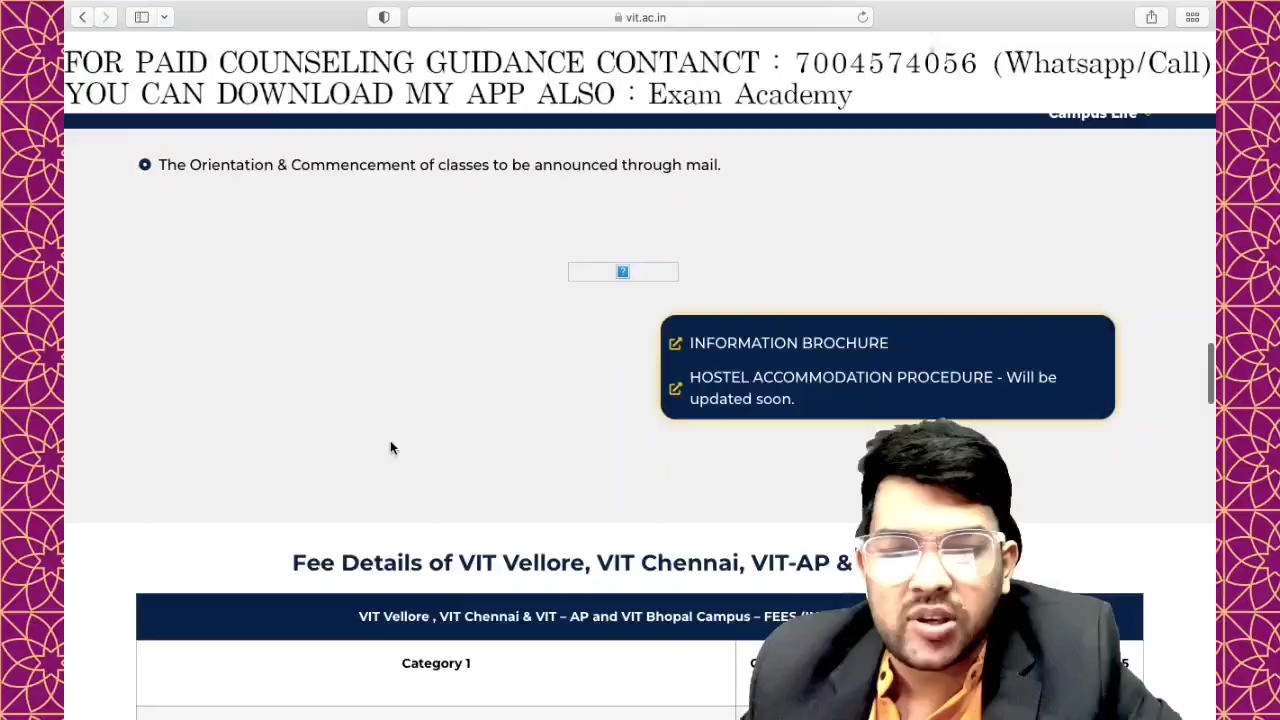 vit.ac.in
FOR PAID COUNSELING GUIDANCE CONTANCT : 7004574056 (Whatsapp/Call)
YOU CAN DOWNLOAD MY APP ALSO : Exam Academy
Campus Life
The Orientation & Commencement of classes to be announced through mail.
INFORMATION BROCHURE
HOSTEL ACCOMMODATION PROCEDURE - Will be
updated soon.
Fee Details of VIT Vellore, VIT Chennai, VIT-AP &
VIT Vellore , VIT Chennai & VIT – AP and VIT Bhopal Campus – FEES
Category 1